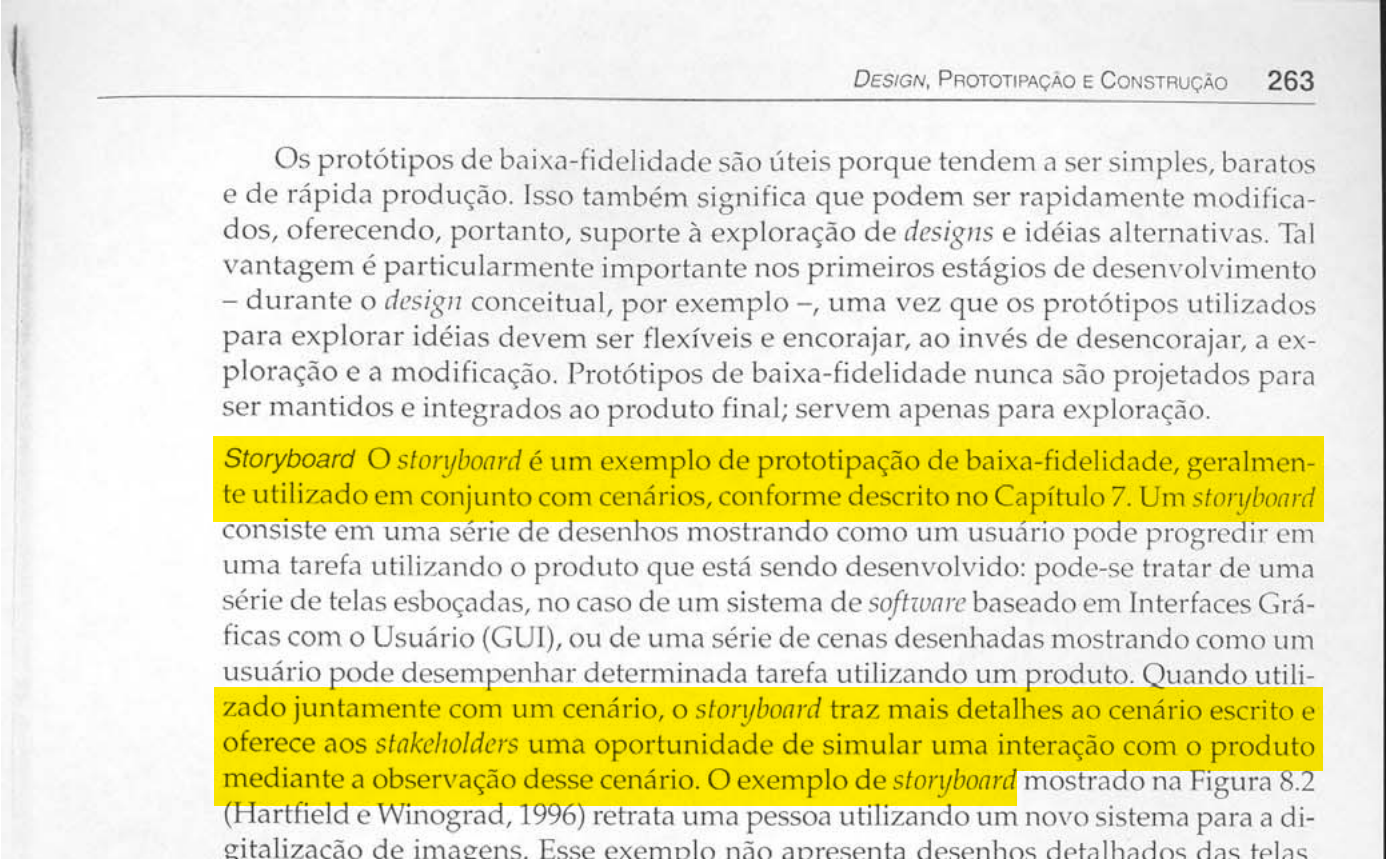 DESIGN, PROTOTIPAÇÃO E CONSTRUÇÃO 263
Os protótipos de baixa-fidelidade são úteis porque tendem a ser simples, baratos
e de rápida produção. Isso também significa que podem ser rapidamente modifica-
dos, oferecendo, portanto, suporte à exploração de designs e idéias alternativas. Tal
vantagem é particularmente importante nos primeiros estágios de desenvolvimento
– durante o design conceitual, por exemplo –, uma vez que os protótipos utilizados
para explorar idéias devem ser flexíveis e encorajar, ao invés de desencorajar, a ex-
ploração e a modificação. Protótipos de baixa-fidelidade nunca são projetados para
ser mantidos e integrados ao produto final; servem apenas para exploração.
Storyboard O storyboard é um exemplo de prototipação de baixa-fidelidade, geralmen-
te utilizado em conjunto com cenários, conforme descrito no Capítulo 7. Um storyboard
consiste em uma série de desenhos mostrando como um usuário pode progredir em
uma tarefa utilizando o produto que está sendo desenvolvido: pode-se tratar de uma
série de telas esboçadas, no caso de um sistema de software baseado em Interfaces Grá-
ficas com o Usuário (GUI), ou de uma série de cenas desenhadas mostrando como um
usuário pode desempenhar determinada tarefa utilizando um produto. Quando utili-
zado juntamente com um cenário, o storyboard traz mais detalhes ao cenário escrito e
oferece aos stakeholders uma oportunidade de simular uma interação com o produto
mediante a observação desse cenário. O exemplo de storyboard mostrado na Figura 8.2
(Hartfield e Winograd, 1996) retrata uma pessoa utilizando um novo sistema para a di-
gitalização de imagens. Esse exemplo não apresenta desenhos detalhados das telas,